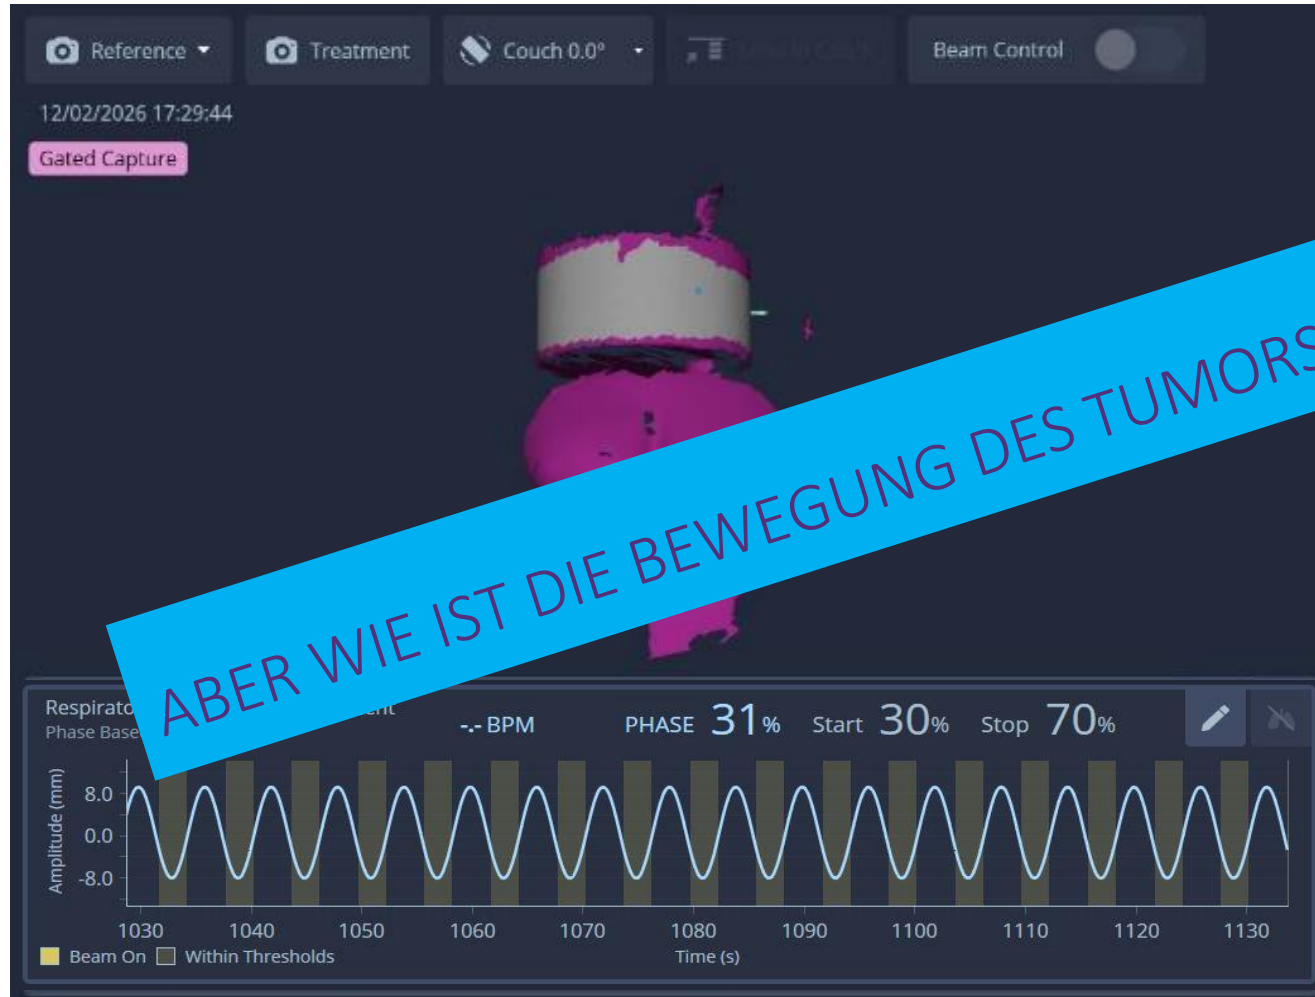 Reference
Treatment
Couch 0.0°
Beam Control
12/02/2026 17:29:44
Gated Capture
ABER WIE IST DIE BEWEGUNG DES TUMORS
-.- BPM
PHASE 31%
Start 30%
Stop 70%
Phase
Amplitude (mm)
8.0
0.0
-8.0
1030 1040 1050 1060 1070 1080 1090 1100 1110 1120 1130
Beam On Within Thresholds
Time (s)